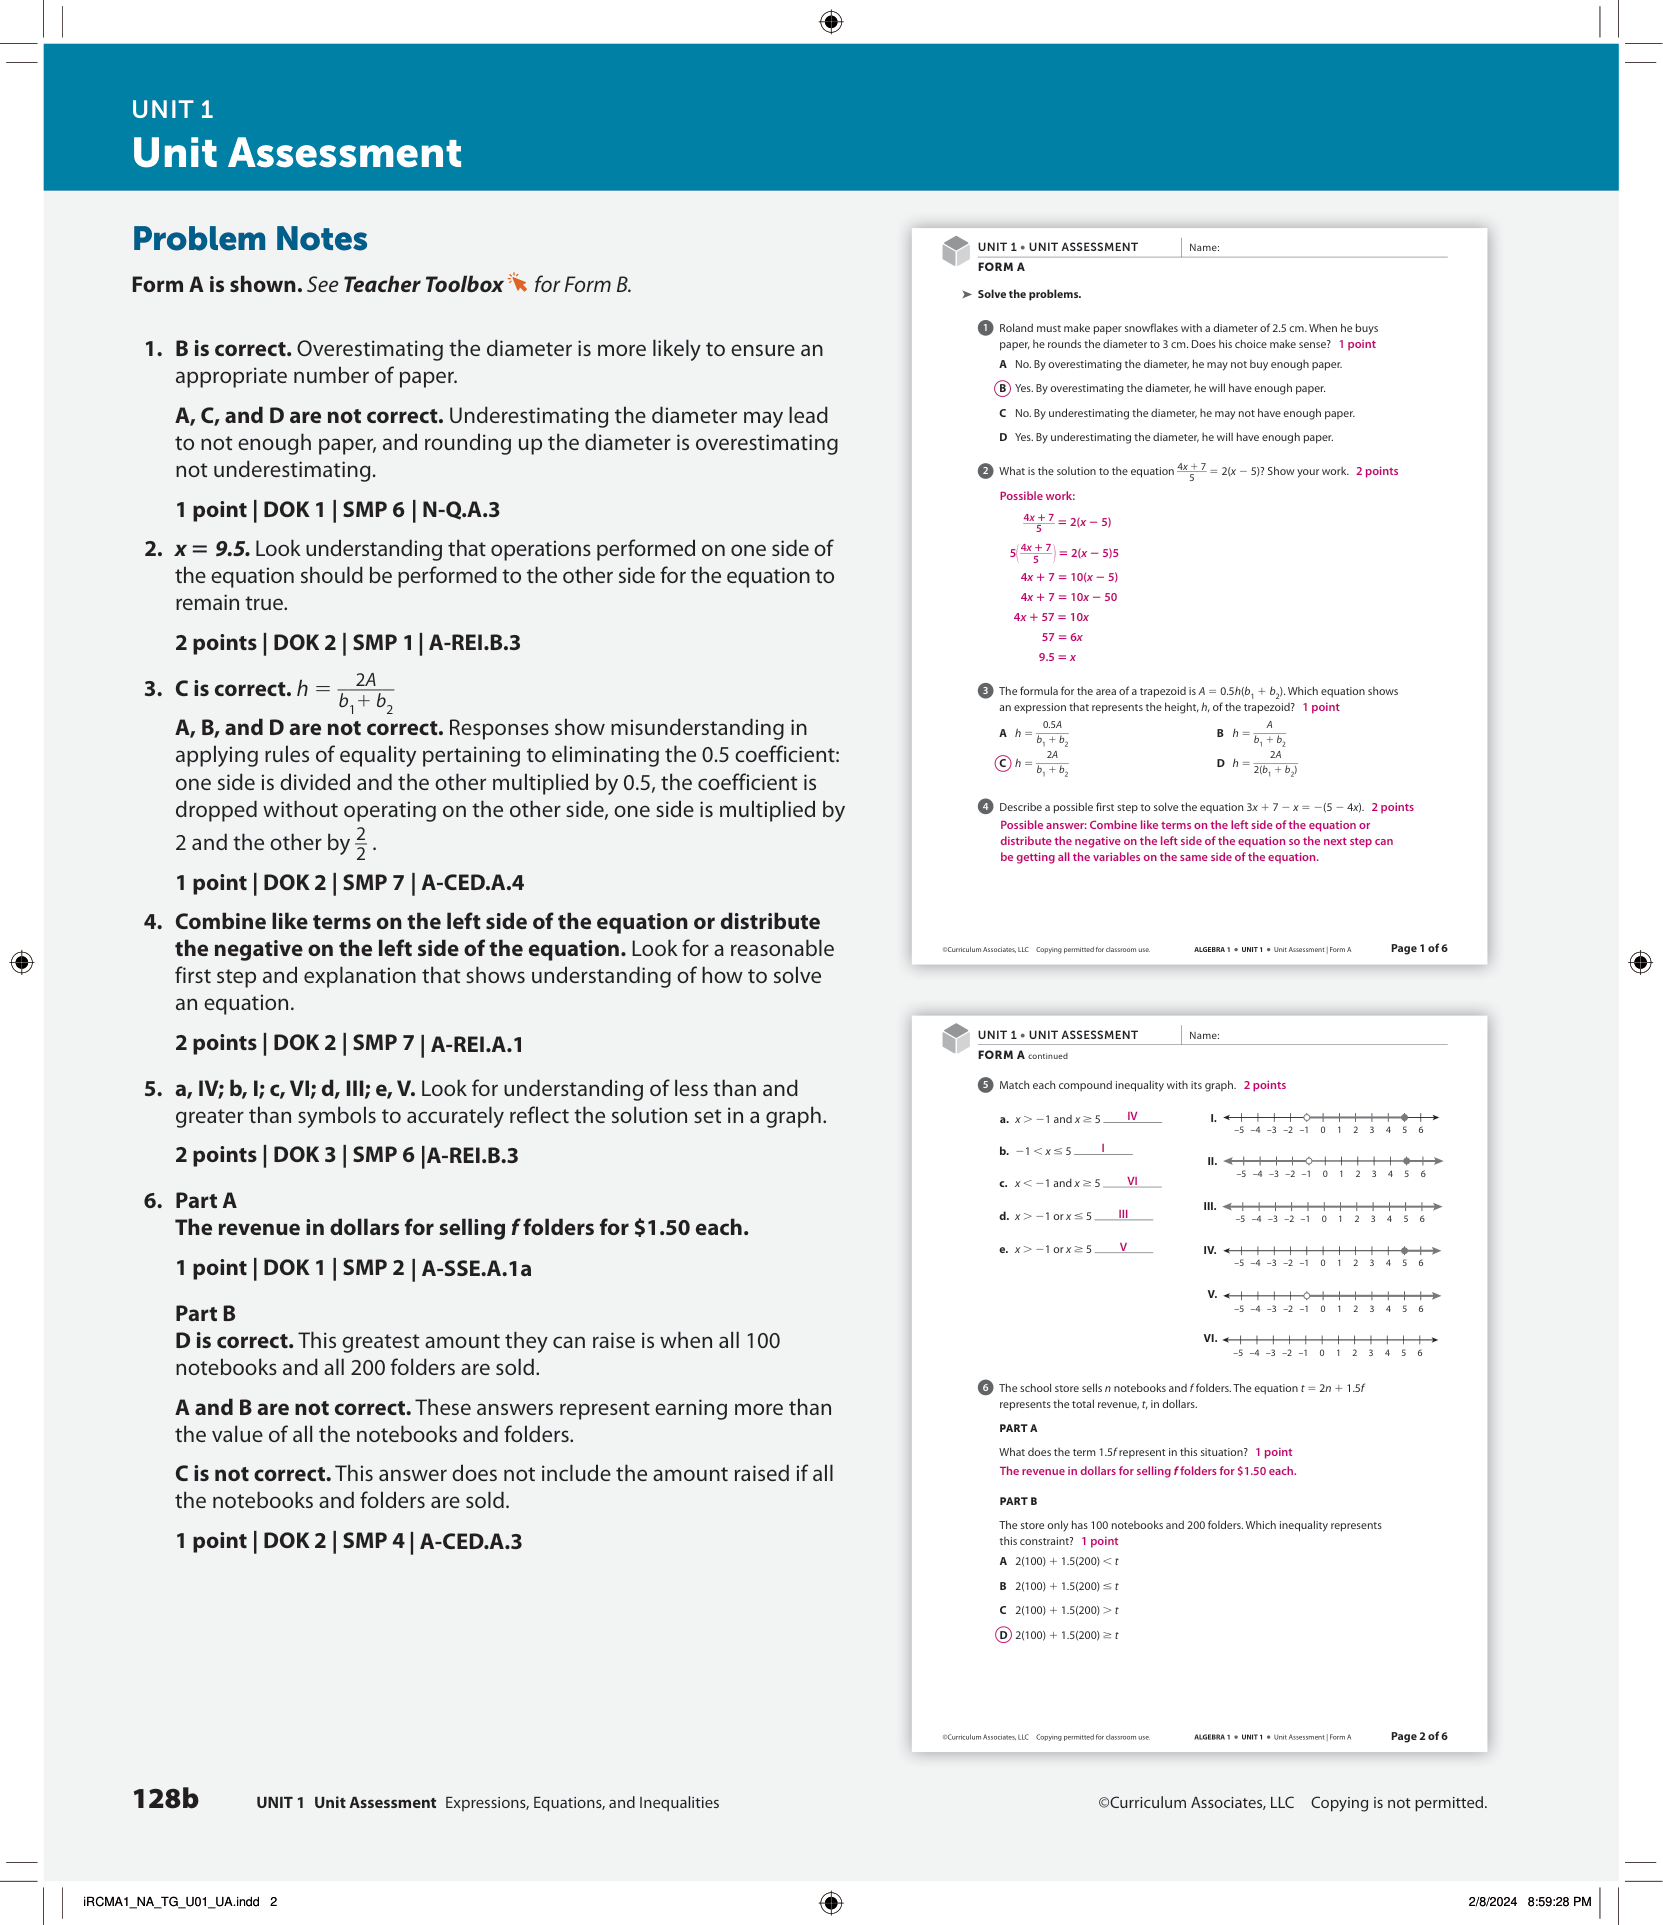 UNIT 1
Unit Assessment
Problem Notes
Form A is shown. See Teacher Toolbox for Form B.
1. B is correct. Overestimating the diameter is more likely to ensure an
appropriate number of paper.
A, C, and D are not correct. Underestimating the diameter may lead
to not enough paper, and rounding up the diameter is overestimating
not underestimating.
1 point | DOK 1 | SMP 6 | N-Q.A.3
2. x = 9.5. Look understanding that operations performed on one side of
the equation should be performed to the other side for the equation to
remain true.
2 points | DOK 2 | SMP 1 | A-REI.B.3
3. C is correct. h = 2A / (b₁ + b₂)
A, B, and D are not correct. Responses show misunderstanding in
applying rules of equality pertaining to eliminating the 0.5 coefficient:
one side is divided and the other multiplied by 0.5, the coefficient is
dropped without operating on the other side, one side is multiplied by
2 and the other by 2/2 .
1 point | DOK 2 | SMP 7 | A-CED.A.4
4. Combine like terms on the left side of the equation or distribute
the negative on the left side of the equation. Look for a reasonable
first step and explanation that shows understanding of how to solve
an equation.
2 points | DOK 2 | SMP 7 | A-REI.A.1
5. a, IV; b, I; c, VI; d, III; e, V. Look for understanding of less than and
greater than symbols to accurately reflect the solution set in a graph.
2 points | DOK 3 | SMP 6 |A-REI.B.3
6. Part A
The revenue in dollars for selling f folders for $1.50 each.
1 point | DOK 1 | SMP 2 | A-SSE.A.1a
Part B
D is correct. This greatest amount they can raise is when all 100
notebooks and all 200 folders are sold.
A and B are not correct. These answers represent earning more than
the value of all the notebooks and folders.
C is not correct. This answer does not include the amount raised if all
the notebooks and folders are sold.
1 point | DOK 2 | SMP 4 | A-CED.A.3
UNIT 1 • UNIT ASSESSMENT Name:
FORM A
➤ Solve the problems.
1 Roland must make paper snowflakes with a diameter of 2.5 cm. When he buys
paper, he rounds the diameter to 3 cm. Does his choice make sense? 1 point
A No. By overestimating the diameter, he may not buy enough paper.
B Yes. By overestimating the diameter, he will have enough paper.
C No. By underestimating the diameter, he may not have enough paper.
D Yes. By underestimating the diameter, he will have enough paper.
2 What is the solution to the equation (4x + 7)/5 = 2(x − 5)? Show your work. 2 points
Possible work:
(4x + 7)/5 = 2(x − 5)
5((4x + 7)/5) = 2(x − 5)5
4x + 7 = 10(x − 5)
4x + 7 = 10x − 50
4x + 57 = 10x
57 = 6x
9.5 = x
3 The formula for the area of a trapezoid is A = 0.5h(b₁ + b₂). Which equation shows
an expression that represents the height, h, of the trapezoid? 1 point
A h = 0.5A / (b₁ + b₂) B h = A / (b₁ + b₂)
C h = 2A / (b₁ + b₂) D h = 2A / 2(b₁ + b₂)
4 Describe a possible first step to solve the equation 3x + 7 − x = −(5 − 4x). 2 points
Possible answer: Combine like terms on the left side of the equation or
distribute the negative on the left side of the equation so the next step can
be getting all the variables on the same side of the equation.
©Curriculum Associates, LLC Copying permitted for classroom use. ALGEBRA 1 • UNIT 1 • Unit Assessment | Form A Page 1 of 6
UNIT 1 • UNIT ASSESSMENT Name:
FORM A continued
5 Match each compound inequality with its graph. 2 points
a. x > −1 and x ≥ 5 IV
b. −1 < x ≤ 5 I
c. x < −1 and x ≥ 5 VI
d. x > −1 or x ≤ 5 III
e. x > −1 or x ≥ 5 V
I.
–5 –4 –3 –2 –1 0 1 2 3 4 5 6
II.
–5 –4 –3 –2 –1 0 1 2 3 4 5 6
III.
–5 –4 –3 –2 –1 0 1 2 3 4 5 6
IV.
–5 –4 –3 –2 –1 0 1 2 3 4 5 6
V.
–5 –4 –3 –2 –1 0 1 2 3 4 5 6
VI.
–5 –4 –3 –2 –1 0 1 2 3 4 5 6
6 The school store sells n notebooks and f folders. The equation t = 2n + 1.5f
represents the total revenue, t, in dollars.
PART A
What does the term 1.5f represent in this situation? 1 point
The revenue in dollars for selling f folders for $1.50 each.
PART B
The store only has 100 notebooks and 200 folders. Which inequality represents
this constraint? 1 point
A 2(100) + 1.5(200) < t
B 2(100) + 1.5(200) ≤ t
C 2(100) + 1.5(200) > t
D 2(100) + 1.5(200) ≥ t
©Curriculum Associates, LLC Copying permitted for classroom use. ALGEBRA 1 • UNIT 1 • Unit Assessment | Form A Page 2 of 6
128b UNIT 1 Unit Assessment Expressions, Equations, and Inequalities ©Curriculum Associates, LLC Copying is not permitted.
iRCMA1_NA_TG_U01_UA.indd 2 2/8/2024 8:59:28 PM